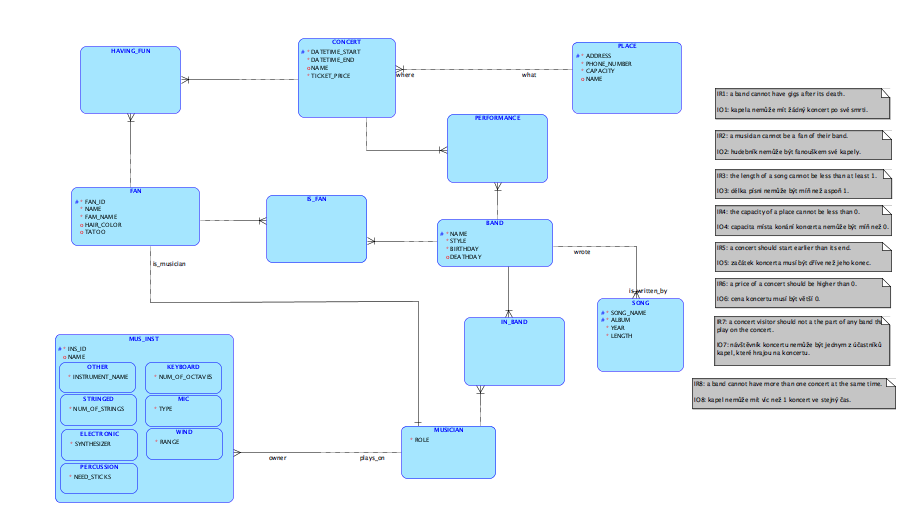 HAVING_FUN
CONCERT
# * DATETIME_START
* DATETIME_END
o NAME
* TICKET_PRICE
where
what
PLACE
# * ADDRESS
* PHONE_NUMBER
* CAPACITY
o NAME
PERFORMANCE
FAN
# * FAN_ID
* NAME
* FAM_NAME
o HAIR_COLOR
o TATOO
IS_FAN
BAND
# * NAME
* STYLE
* BIRTHDAY
o DEATHDAY
is_musician
wrote
is_written_by
SONG
# * SONG_NAME
# * ALBUM
* YEAR
* LENGTH
IN_BAND
MUS_INST
# * INS_ID
o NAME
OTHER
* INSTRUMENT_NAME
KEYBOARD
* NUM_OF_OCTAVES
STRINGED
* NUM_OF_STRINGS
MIC
* TYPE
ELECTRONIC
* SYNTHESIZER
WIND
* RANGE
PERCUSSION
* NEED_STICKS
owner
plays_on
MUSICIAN
* ROLE
IR1: a band cannot have gigs after its death.
IO1: kapela nemůže mít žádný koncert po své smrti.
IR2: a musician cannot be a fan of their band.
IO2: hudebník nemůže být fanouškem své kapely.
IR3: the length of a song cannot be less than at least 1.
IO3: délka písni nemůže být míň než aspoň 1.
IR4: the capacity of a place cannot be less than 0.
IO4: capacita místa konání koncerta nemůže být míň než 0.
IR5: a concert should start earlier than its end.
IO5: začátek koncerta musí být dříve než jeho konec.
IR6: a price of a concert should be higher than 0.
IO6: cena koncertu musí být větší 0.
IR7: a concert visitor should not a the part of any band th
play on the concert.
IO7: návštěvník koncertu nemůže být jedným z účastníků
kapel, které hrajou na koncertu.
IR8: a band cannot have more than one concert at the same time.
IO8: kapel nemůže mít víc než 1 koncert ve stejný čas.